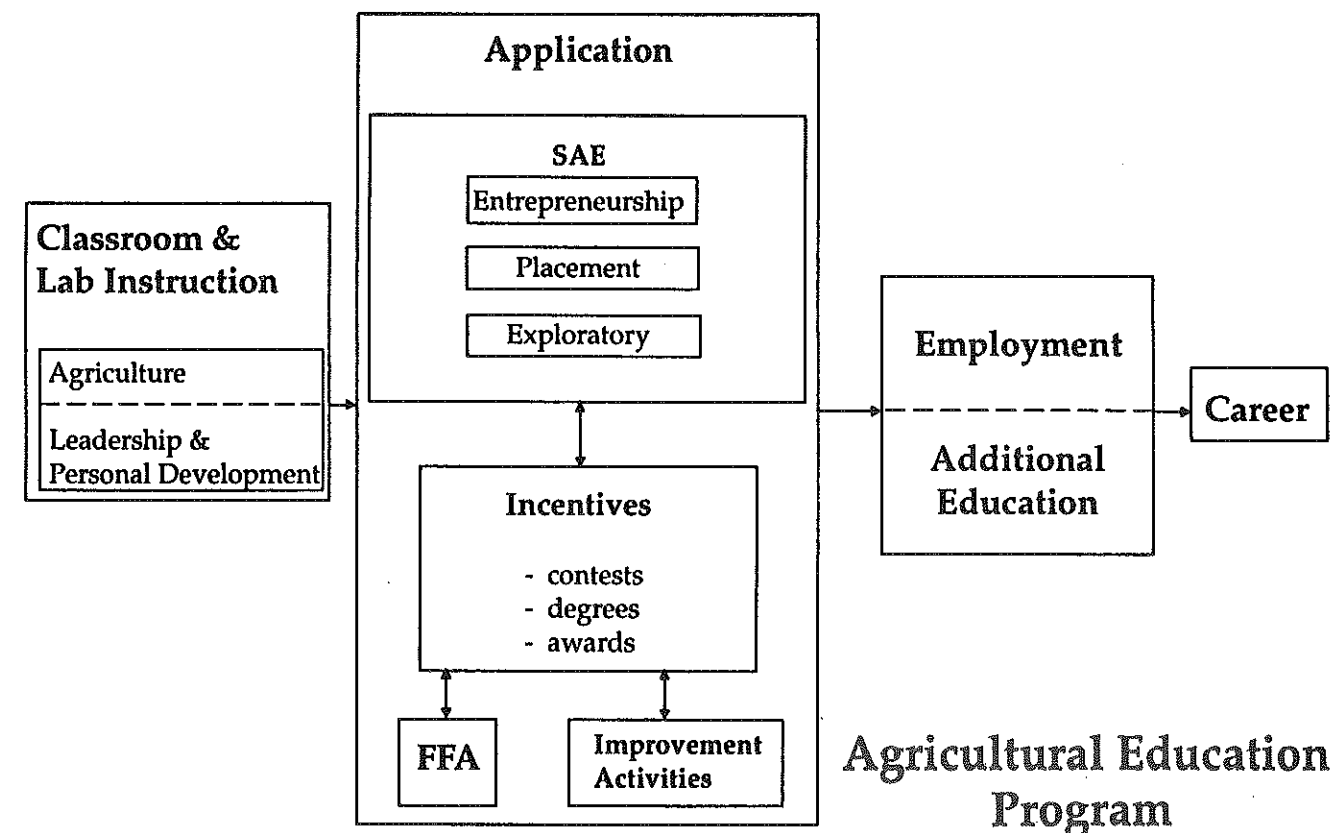 Application
SAE
Entrepreneurship
Placement
Exploratory
Classroom &
Lab Instruction
Agriculture
Leadership &
Personal Development
Incentives
- contests
- degrees
- awards
FFA
Improvement
Activities
Employment
Additional
Education
Career
Agricultural Education
Program